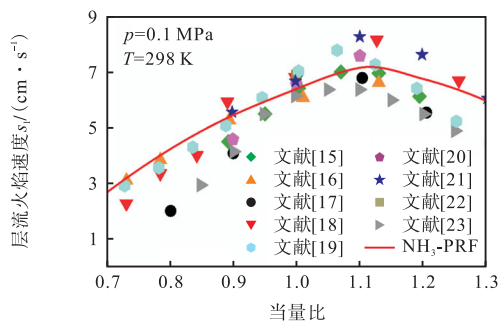 9
7
5
3
1
层流火焰速度 s_l/(cm·s⁻¹)
p=0.1 MPa
T=298 K
文献[15]
文献[16]
文献[17]
文献[18]
文献[19]
文献[20]
文献[21]
文献[22]
文献[23]
NH₃-PRF
0.7 0.8 0.9 1.0 1.1 1.2 1.3
当量比